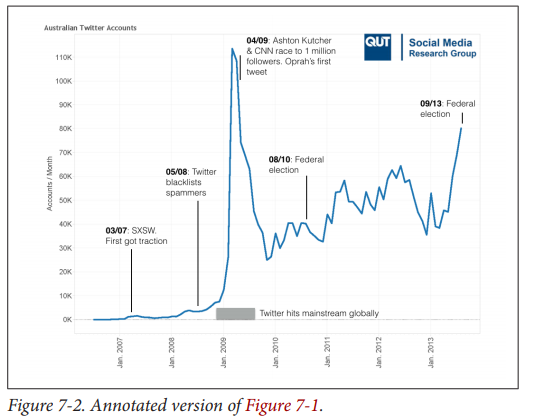 Australian Twitter Accounts
QUT
Social Media
Research Group
04/09: Ashton Kutcher
& CNN race to 1 million
followers. Oprah's first
tweet
09/13: Federal
election
08/10: Federal
election
05/08: Twitter
blacklists
spammers
03/07: SXSW.
First got traction
Twitter hits mainstream globally
Accounts / Month
110K
100K
90K
80K
70K
60K
50K
40K
30K
20K
10K
0K
Jan. 2007
Jan. 2008
Jan. 2009
Jan. 2010
Jan. 2011
Jan. 2012
Jan. 2013
Figure 7-2. Annotated version of Figure 7-1.